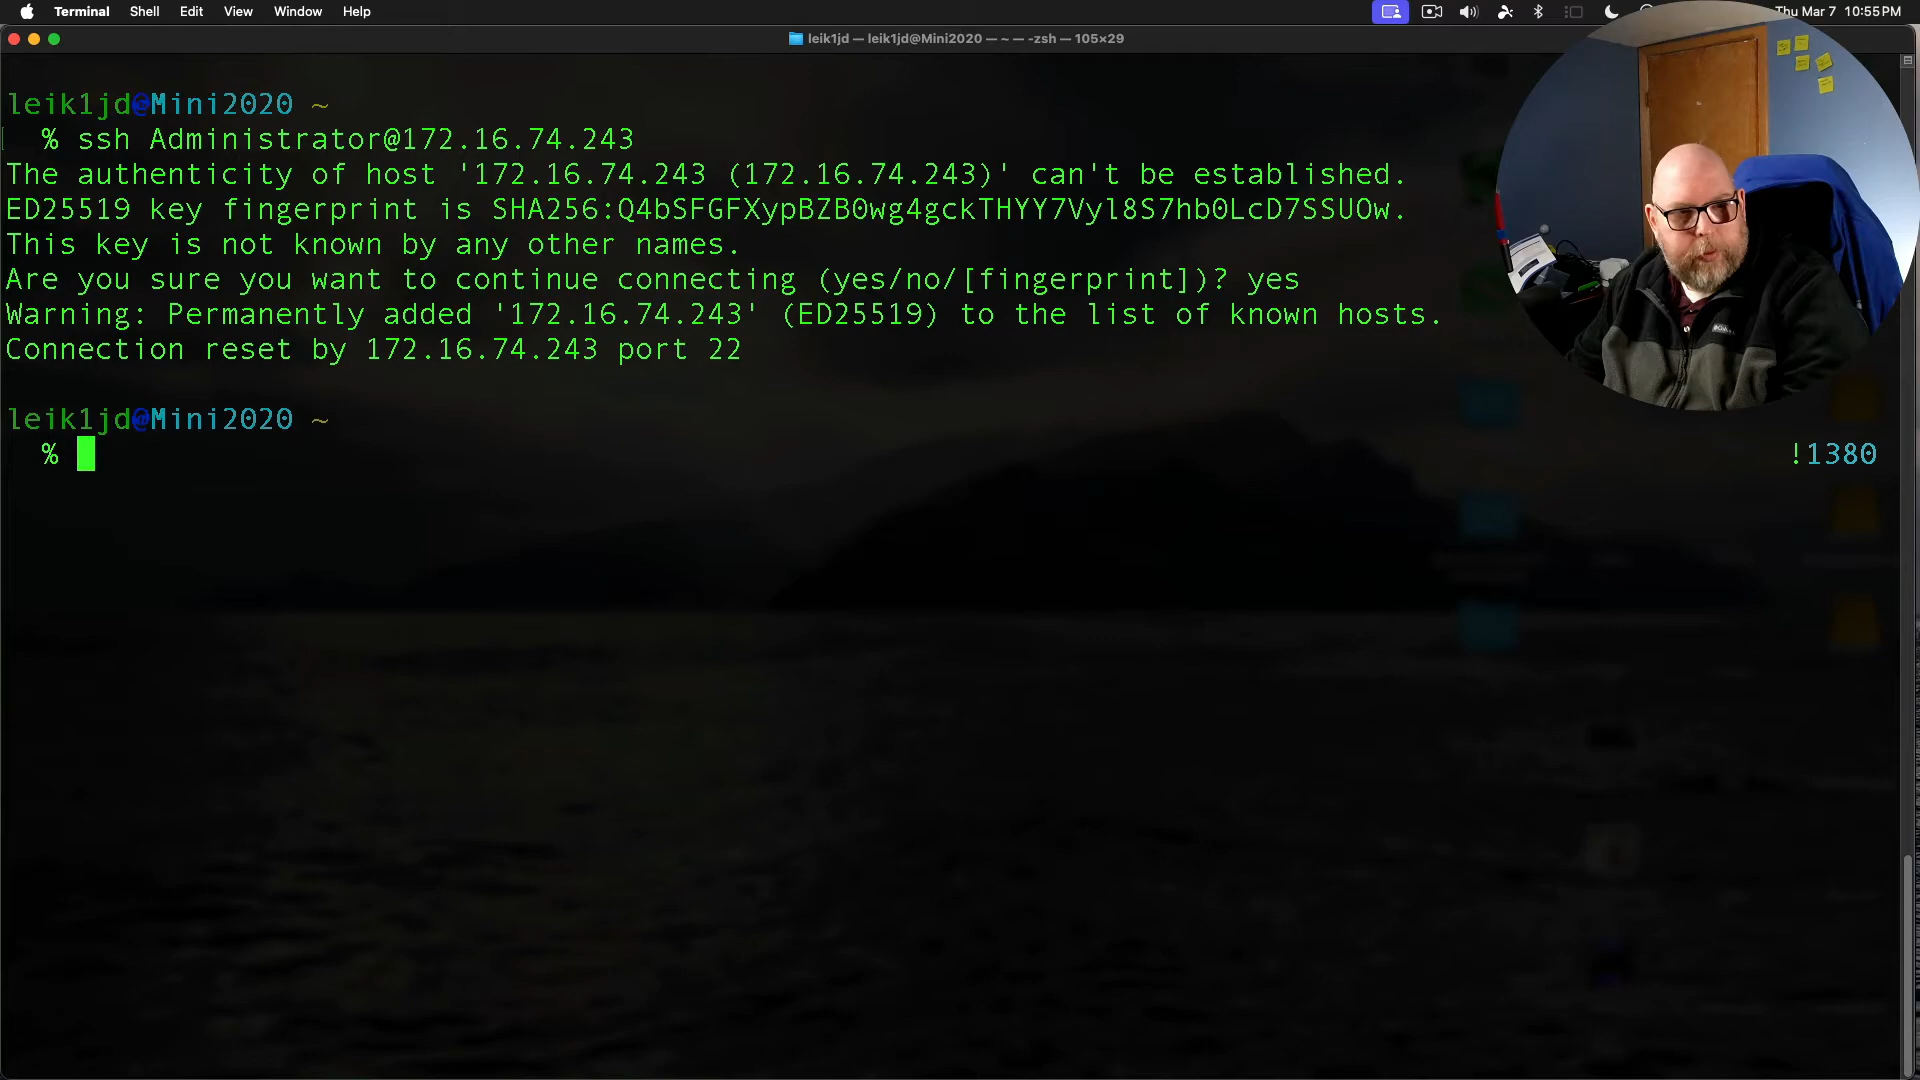 Terminal Shell Edit View Window Help Thu Mar 7 10:55 PM
leik1jd — leik1jd@Mini2020 — ~ — -zsh — 105×29
leik1jd@Mini2020 ~
% ssh Administrator@172.16.74.243
The authenticity of host '172.16.74.243 (172.16.74.243)' can't be established.
ED25519 key fingerprint is SHA256:Q4bSFGFXypBZB0wg4gckTHYY7Vyl8S7hb0LcD7SSUOw.
This key is not known by any other names.
Are you sure you want to continue connecting (yes/no/[fingerprint])? yes
Warning: Permanently added '172.16.74.243' (ED25519) to the list of known hosts.
Connection reset by 172.16.74.243 port 22
leik1jd@Mini2020 ~
% !1380